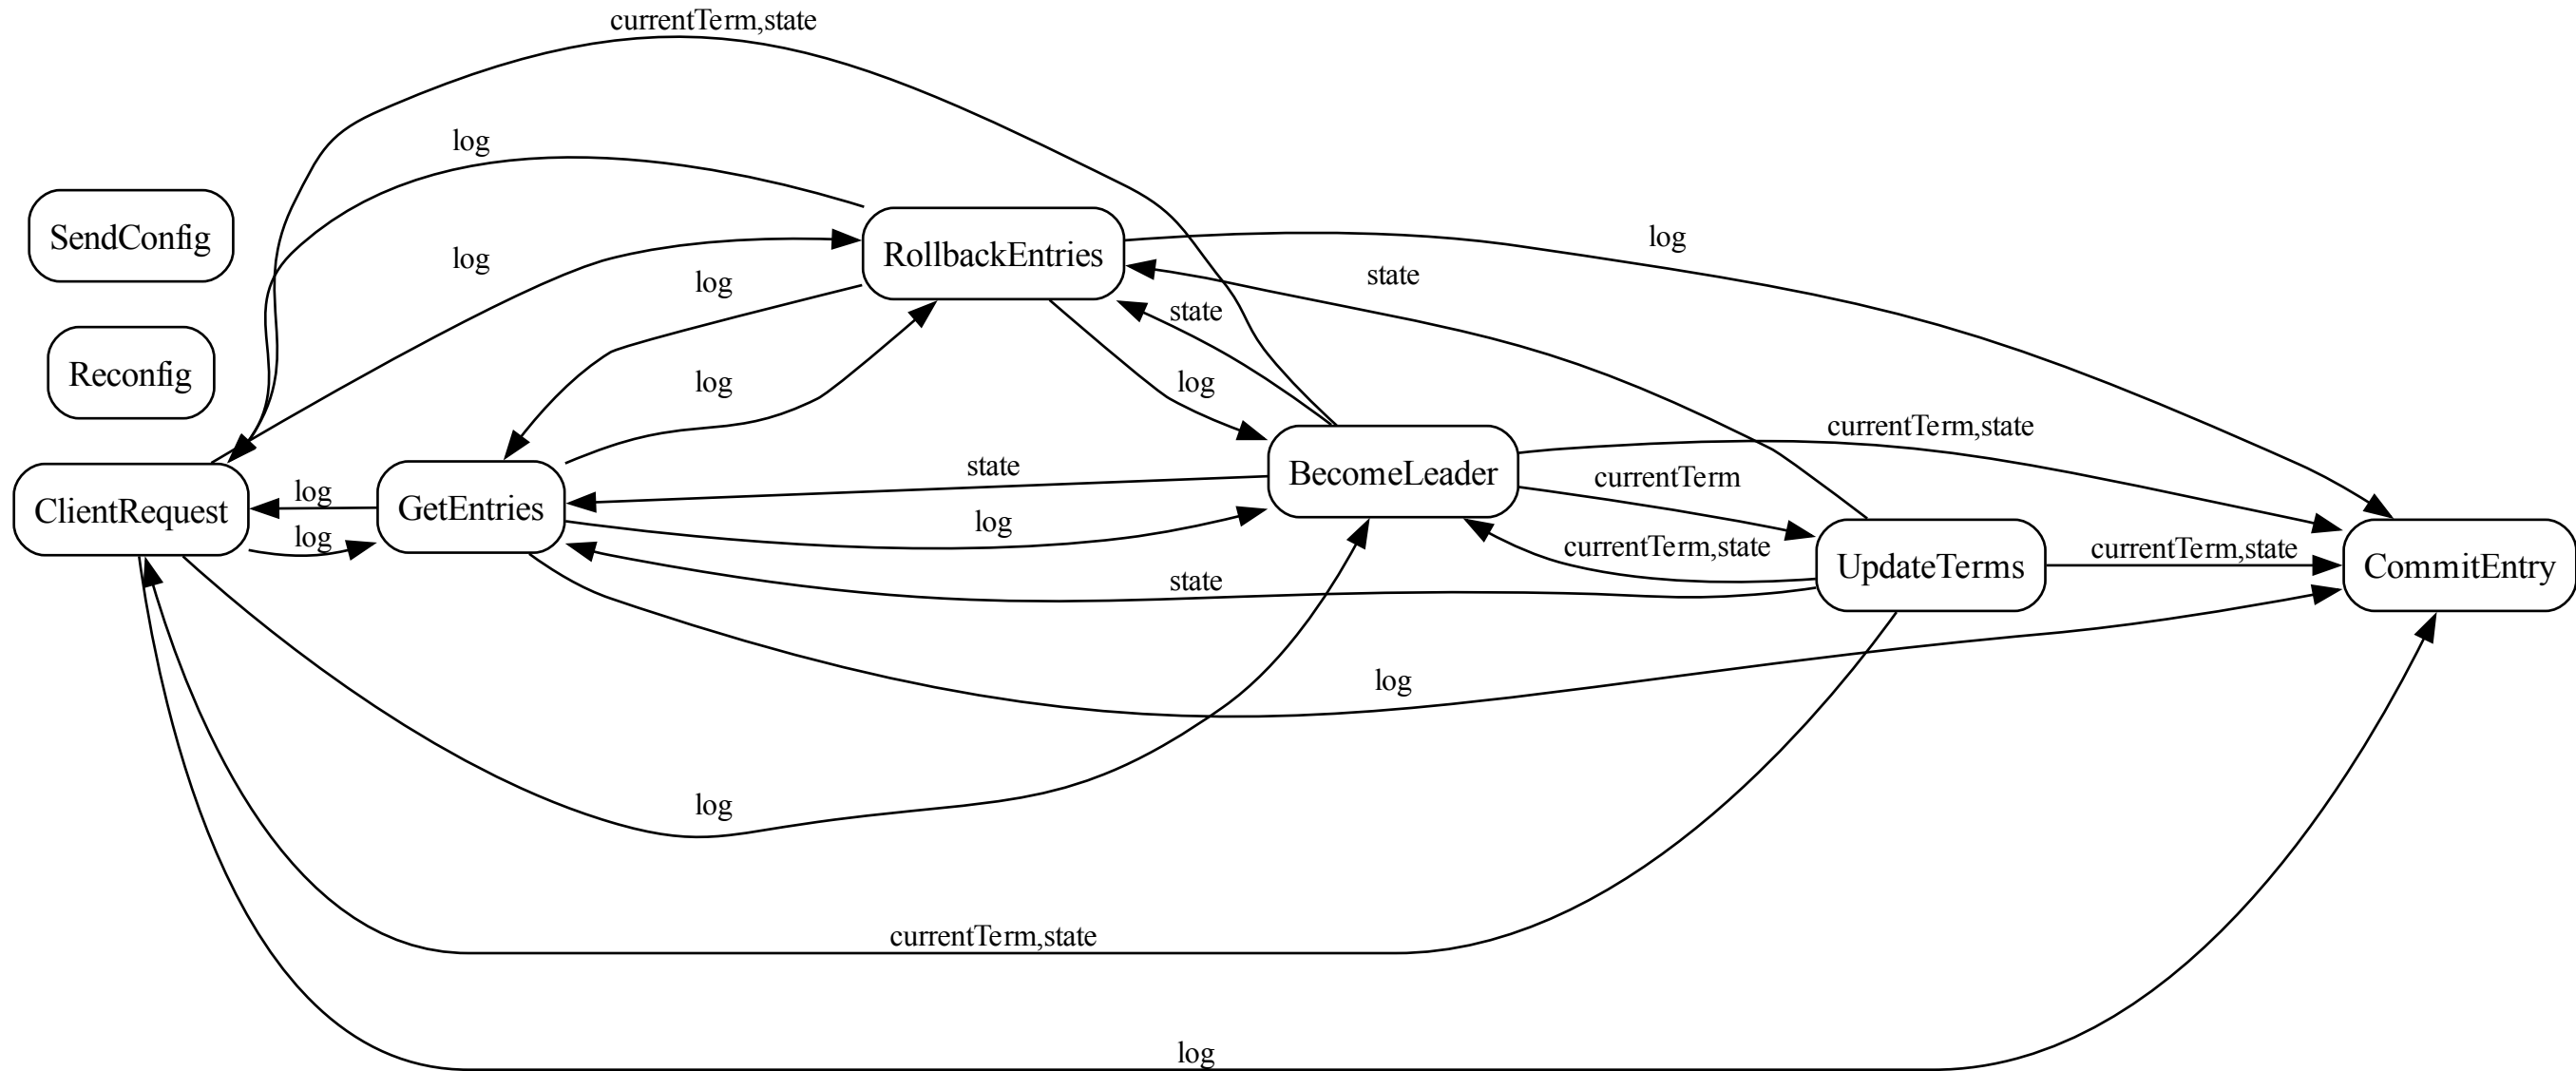 currentTerm,state
log
SendConfig
log
RollbackEntries
log
log
state
log
state
Reconfig
log
log
currentTerm,state
state
BecomeLeader
currentTerm
log
ClientRequest
GetEntries
log
log
currentTerm,state
currentTerm,state
UpdateTerms
CommitEntry
state
log
log
currentTerm,state
log